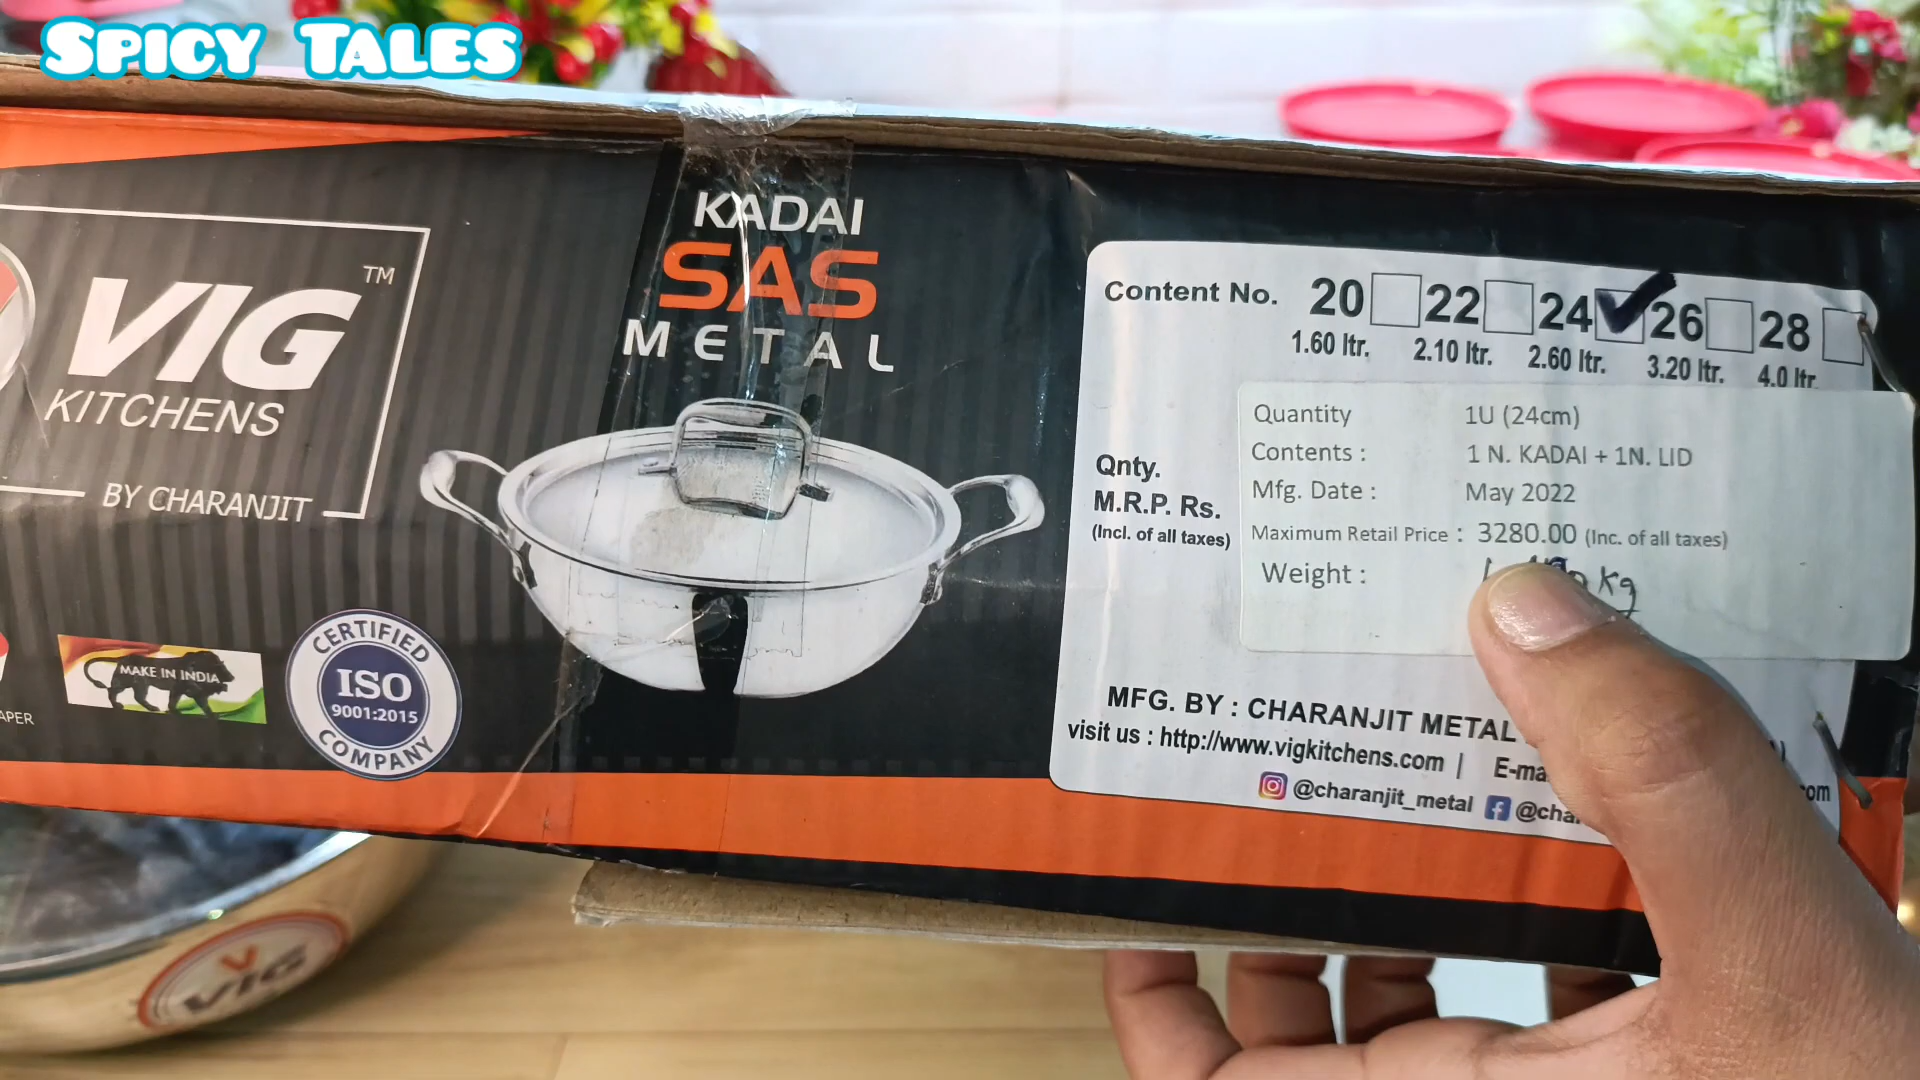 SPICY TALES
VIG TM
KITCHENS
BY CHARANJIT
MAKE IN INDIA
CERTIFIED
ISO
9001:2015
COMPANY
KADAI
SAS
METAL
Content No. 20 22 24 26 28
1.60 ltr. 2.10 ltr. 2.60 ltr. 3.20 ltr. 4.0 ltr
Qnty.
M.R.P. Rs.
(Incl. of all taxes)
Quantity 1U (24cm)
Contents : 1 N. KADAI + 1N. LID
Mfg. Date : May 2022
Maximum Retail Price : 3280.00 (Inc. of all taxes)
Weight : kg
MFG. BY : CHARANJIT METAL
visit us : http://www.vigkitchens.com |
@charanjit_metal
VIG